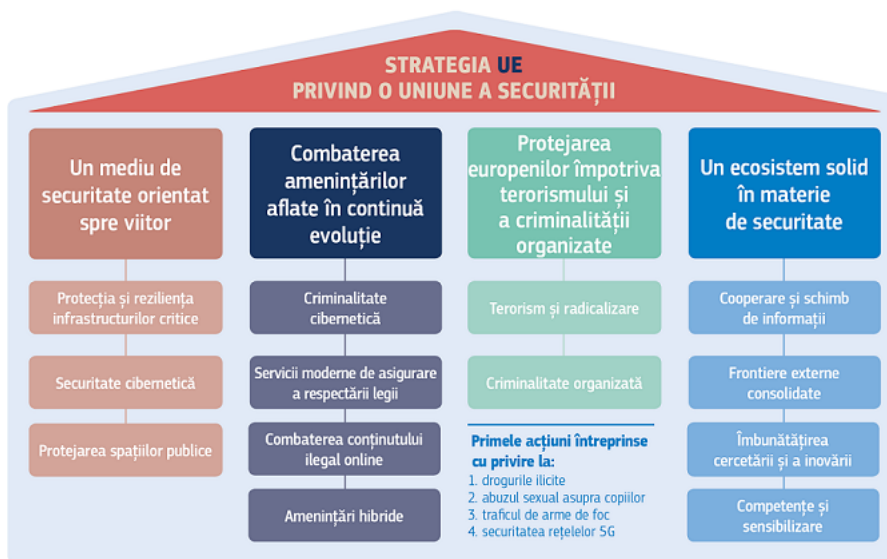 STRATEGIA UE
PRIVIND O UNIUNE A SECURITĂȚII
Un mediu de
securitate orientat
spre viitor
Protecția și reziliența
infrastructurilor critice
Securitate cibernetică
Protejarea spațiilor publice
Combaterea
amenințărilor
aflate în continuă
evoluție
Criminalitate
cibernetică
Servicii moderne de asigurare
a respectării legii
Combaterea conținutului
ilegal online
Amenințări hibride
Protejarea
europenilor împotriva
terorismului și
a criminalității
organizate
Terorism și radicalizare
Criminalitate organizată
Primele acțiuni întreprinse
cu privire la:
1. drogurile ilicite
2. abuzul sexual asupra copiilor
3. traficul de arme de foc
4. securitatea rețelelor 5G
Un ecosistem solid
în materie
de securitate
Cooperare și schimb
de informații
Frontiere externe
consolidate
Îmbunătățirea
cercetării și a inovării
Competențe și
sensibilizare